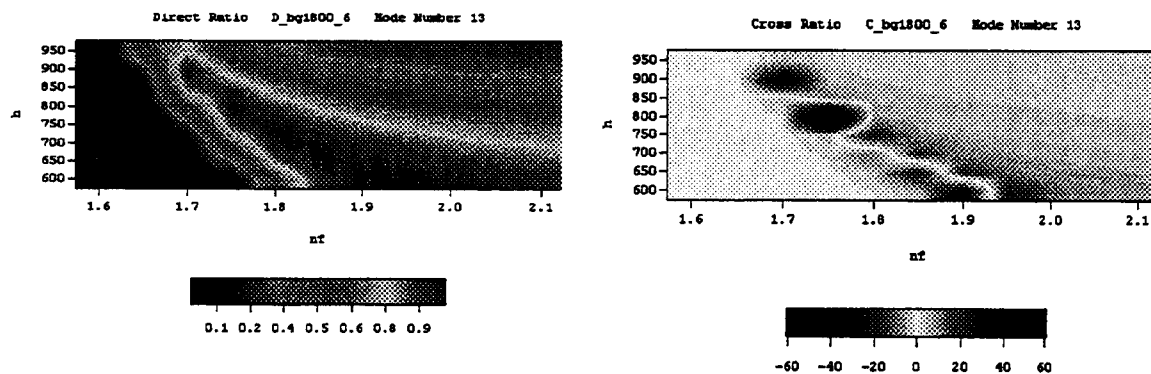 Direct Ratio D_bg1800_6 Mode Number 13
h
950
900
850
800
750
700
650
600
1.6 1.7 1.8 1.9 2.0 2.1
nf
0.1 0.2 0.4 0.5 0.6 0.8 0.9
Cross Ratio C_bg1800_6 Mode Number 13
h
950
900
850
800
750
700
650
600
1.6 1.7 1.8 1.9 2.0 2.1
nf
-60 -40 -20 0 20 40 60